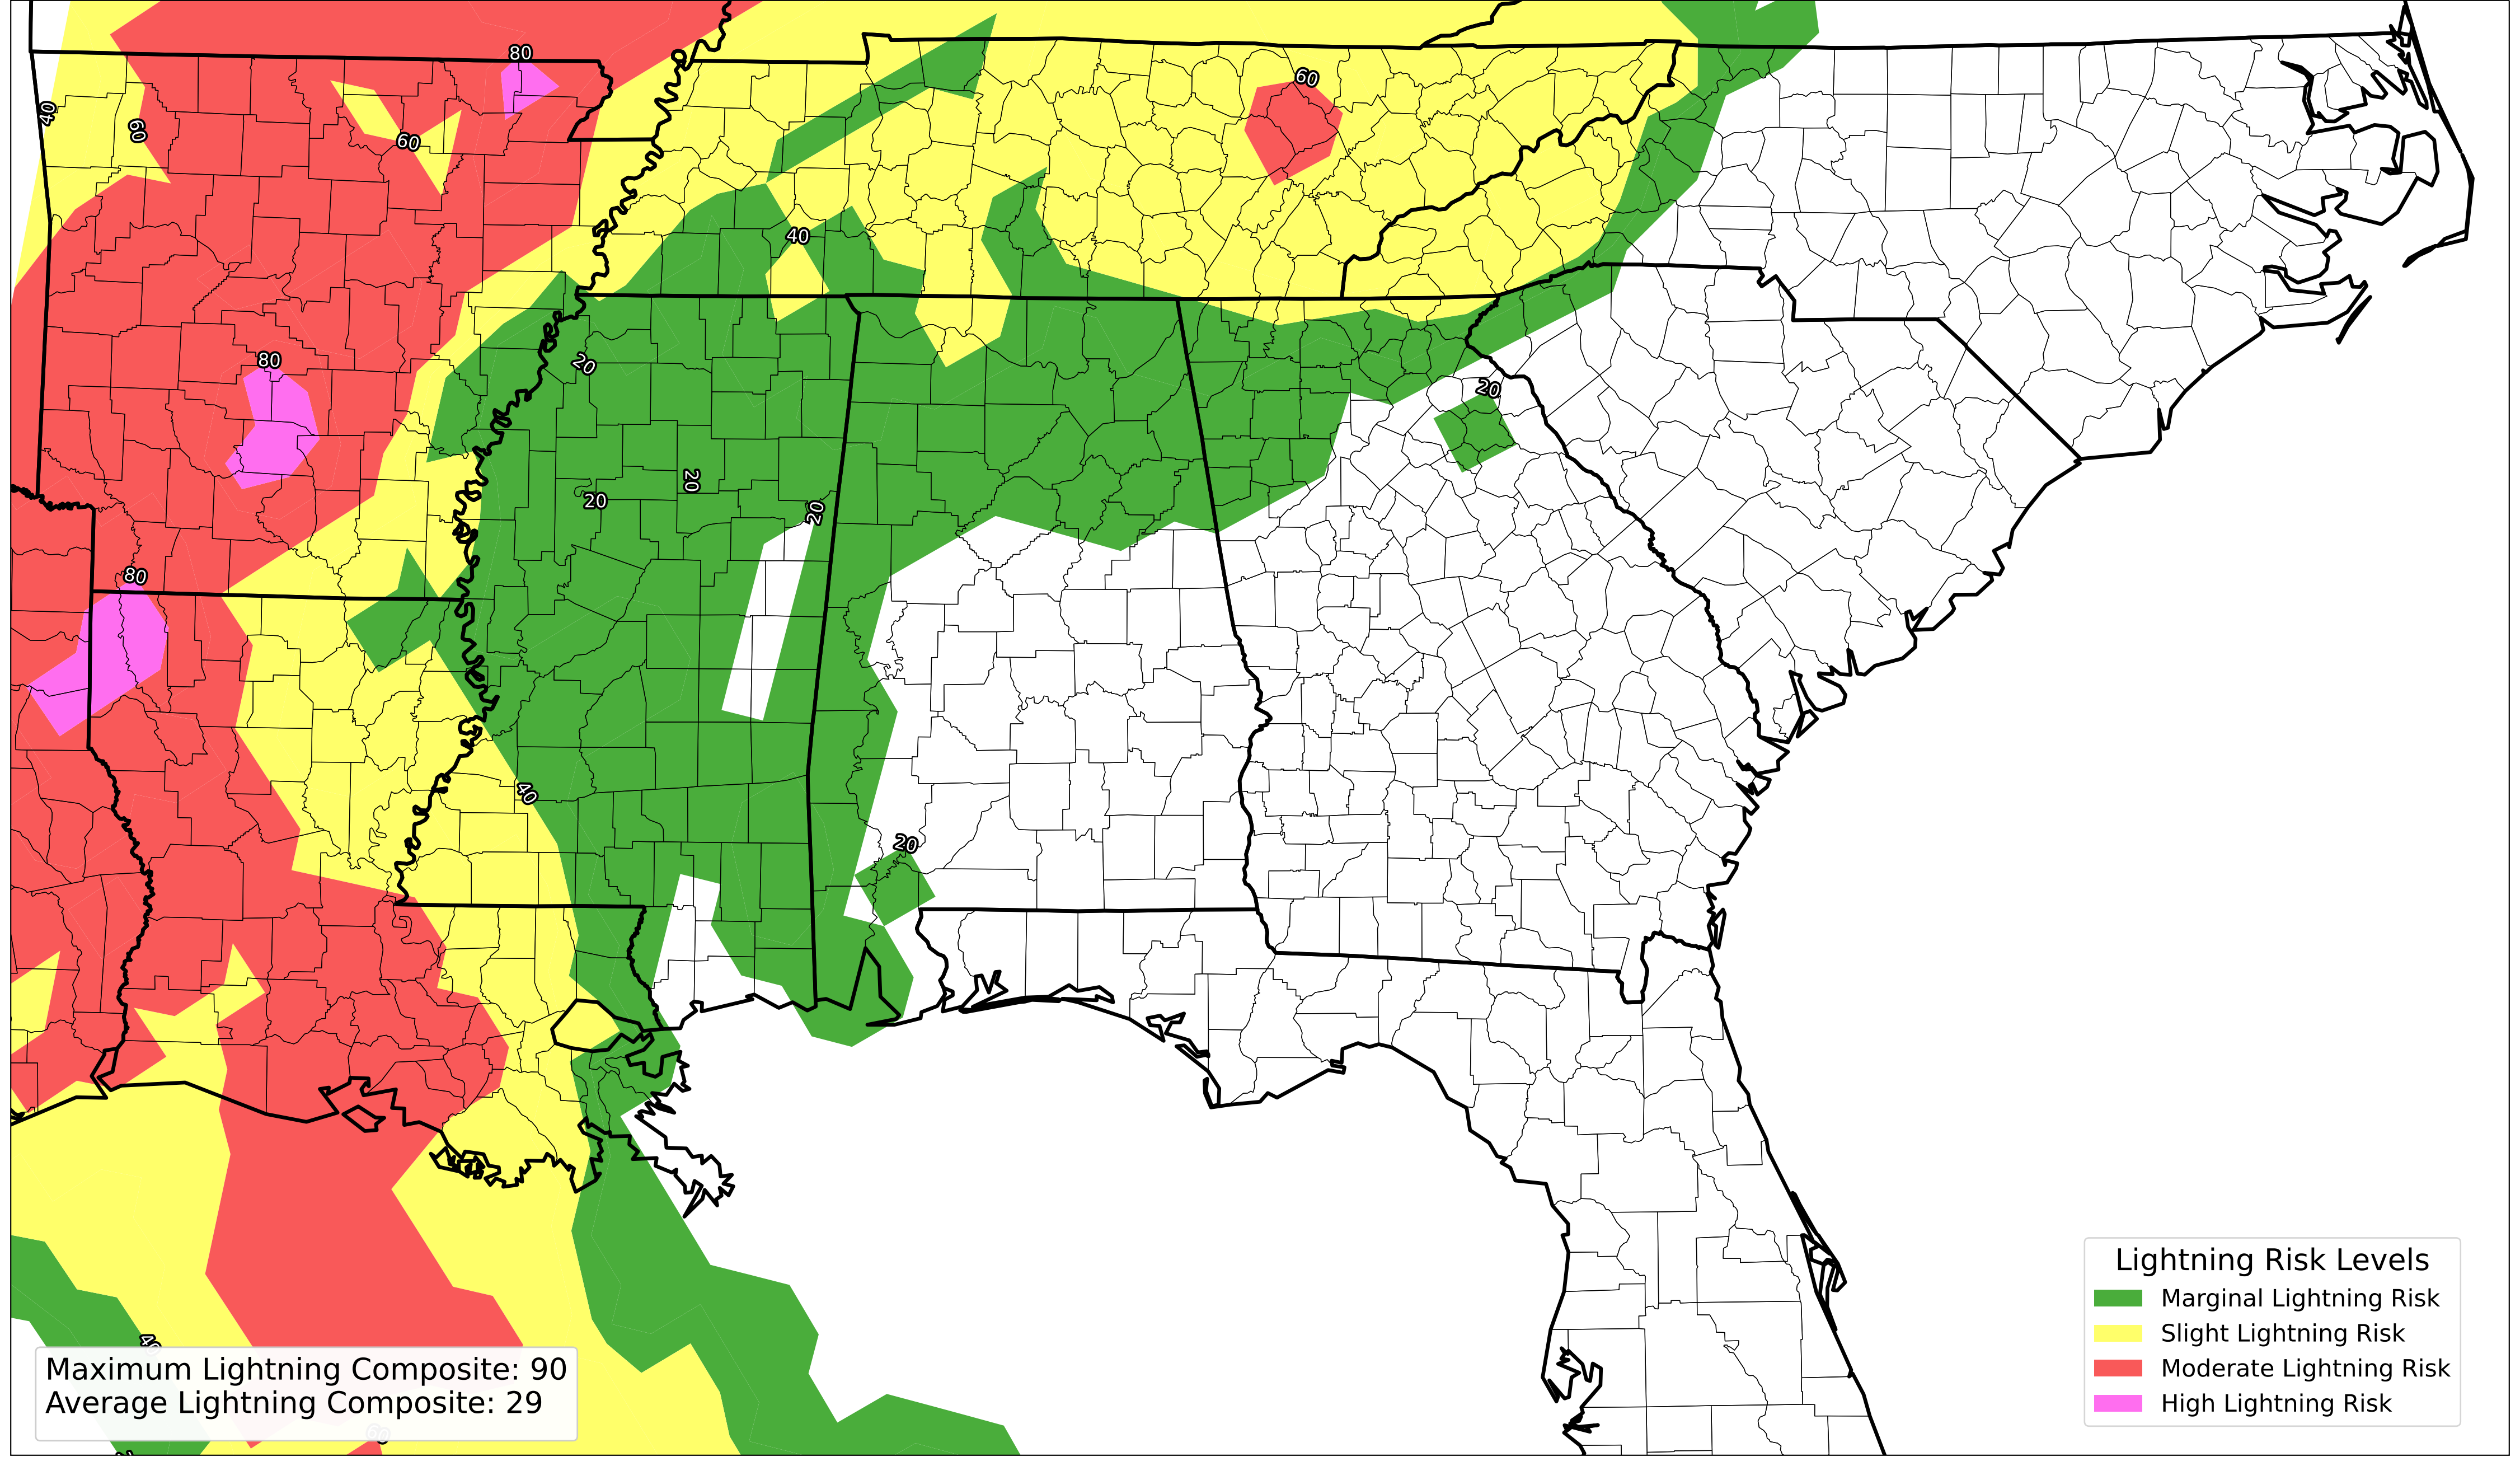 80
40
60
60
60
40
20
80
20
20
20
20
80
40
20
40
60
Maximum Lightning Composite: 90
Average Lightning Composite: 29
Lightning Risk Levels
Marginal Lightning Risk
Slight Lightning Risk
Moderate Lightning Risk
High Lightning Risk